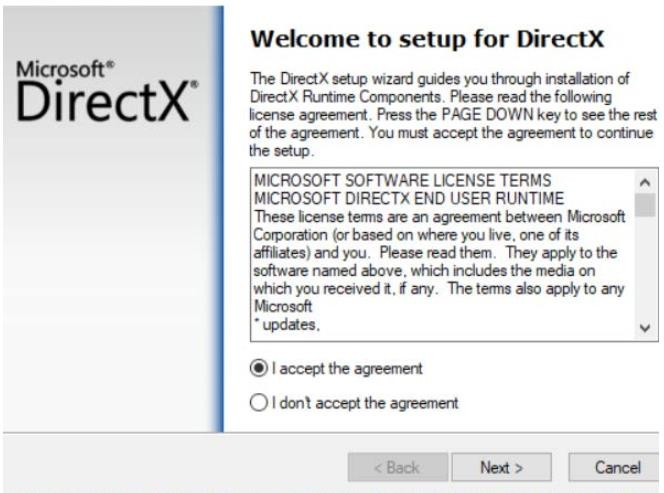 Welcome to setup for DirectX
Microsoft®
DirectX®
The DirectX setup wizard guides you through installation of
DirectX Runtime Components. Please read the following
license agreement. Press the PAGE DOWN key to see the rest
of the agreement. You must accept the agreement to continue
the setup.
MICROSOFT SOFTWARE LICENSE TERMS
MICROSOFT DIRECTX END USER RUNTIME
These license terms are an agreement between Microsoft
Corporation (or based on where you live, one of its
affiliates) and you. Please read them. They apply to the
software named above, which includes the media on
which you received it, if any. The terms also apply to any
Microsoft
* updates,
I accept the agreement
I don't accept the agreement
< Back Next > Cancel